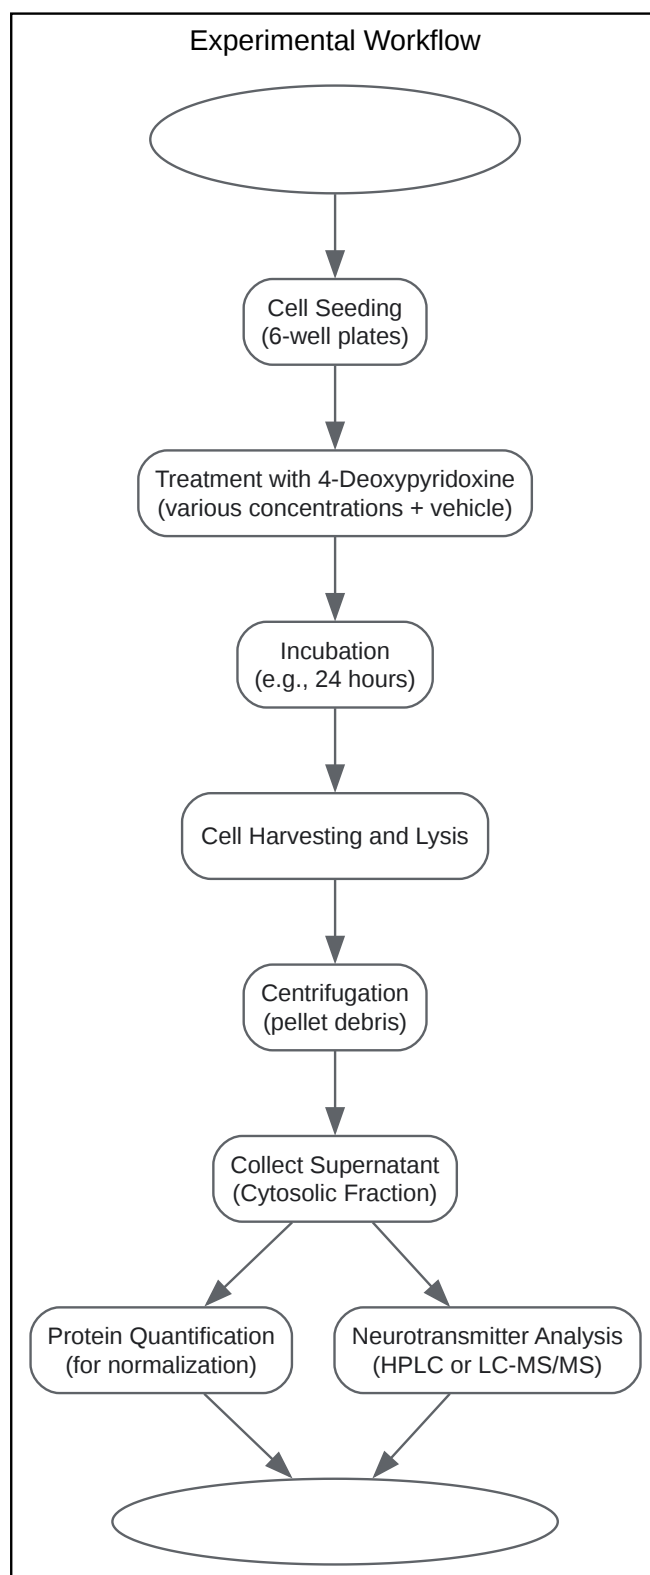 Experimental Workflow
Cell Seeding
(6-well plates)
Treatment with 4-Deoxypyridoxine
(various concentrations + vehicle)
Incubation
(e.g., 24 hours)
Cell Harvesting and Lysis
Centrifugation
(pellet debris)
Collect Supernatant
(Cytosolic Fraction)
Protein Quantification
(for normalization)
Neurotransmitter Analysis
(HPLC or LC-MS/MS)